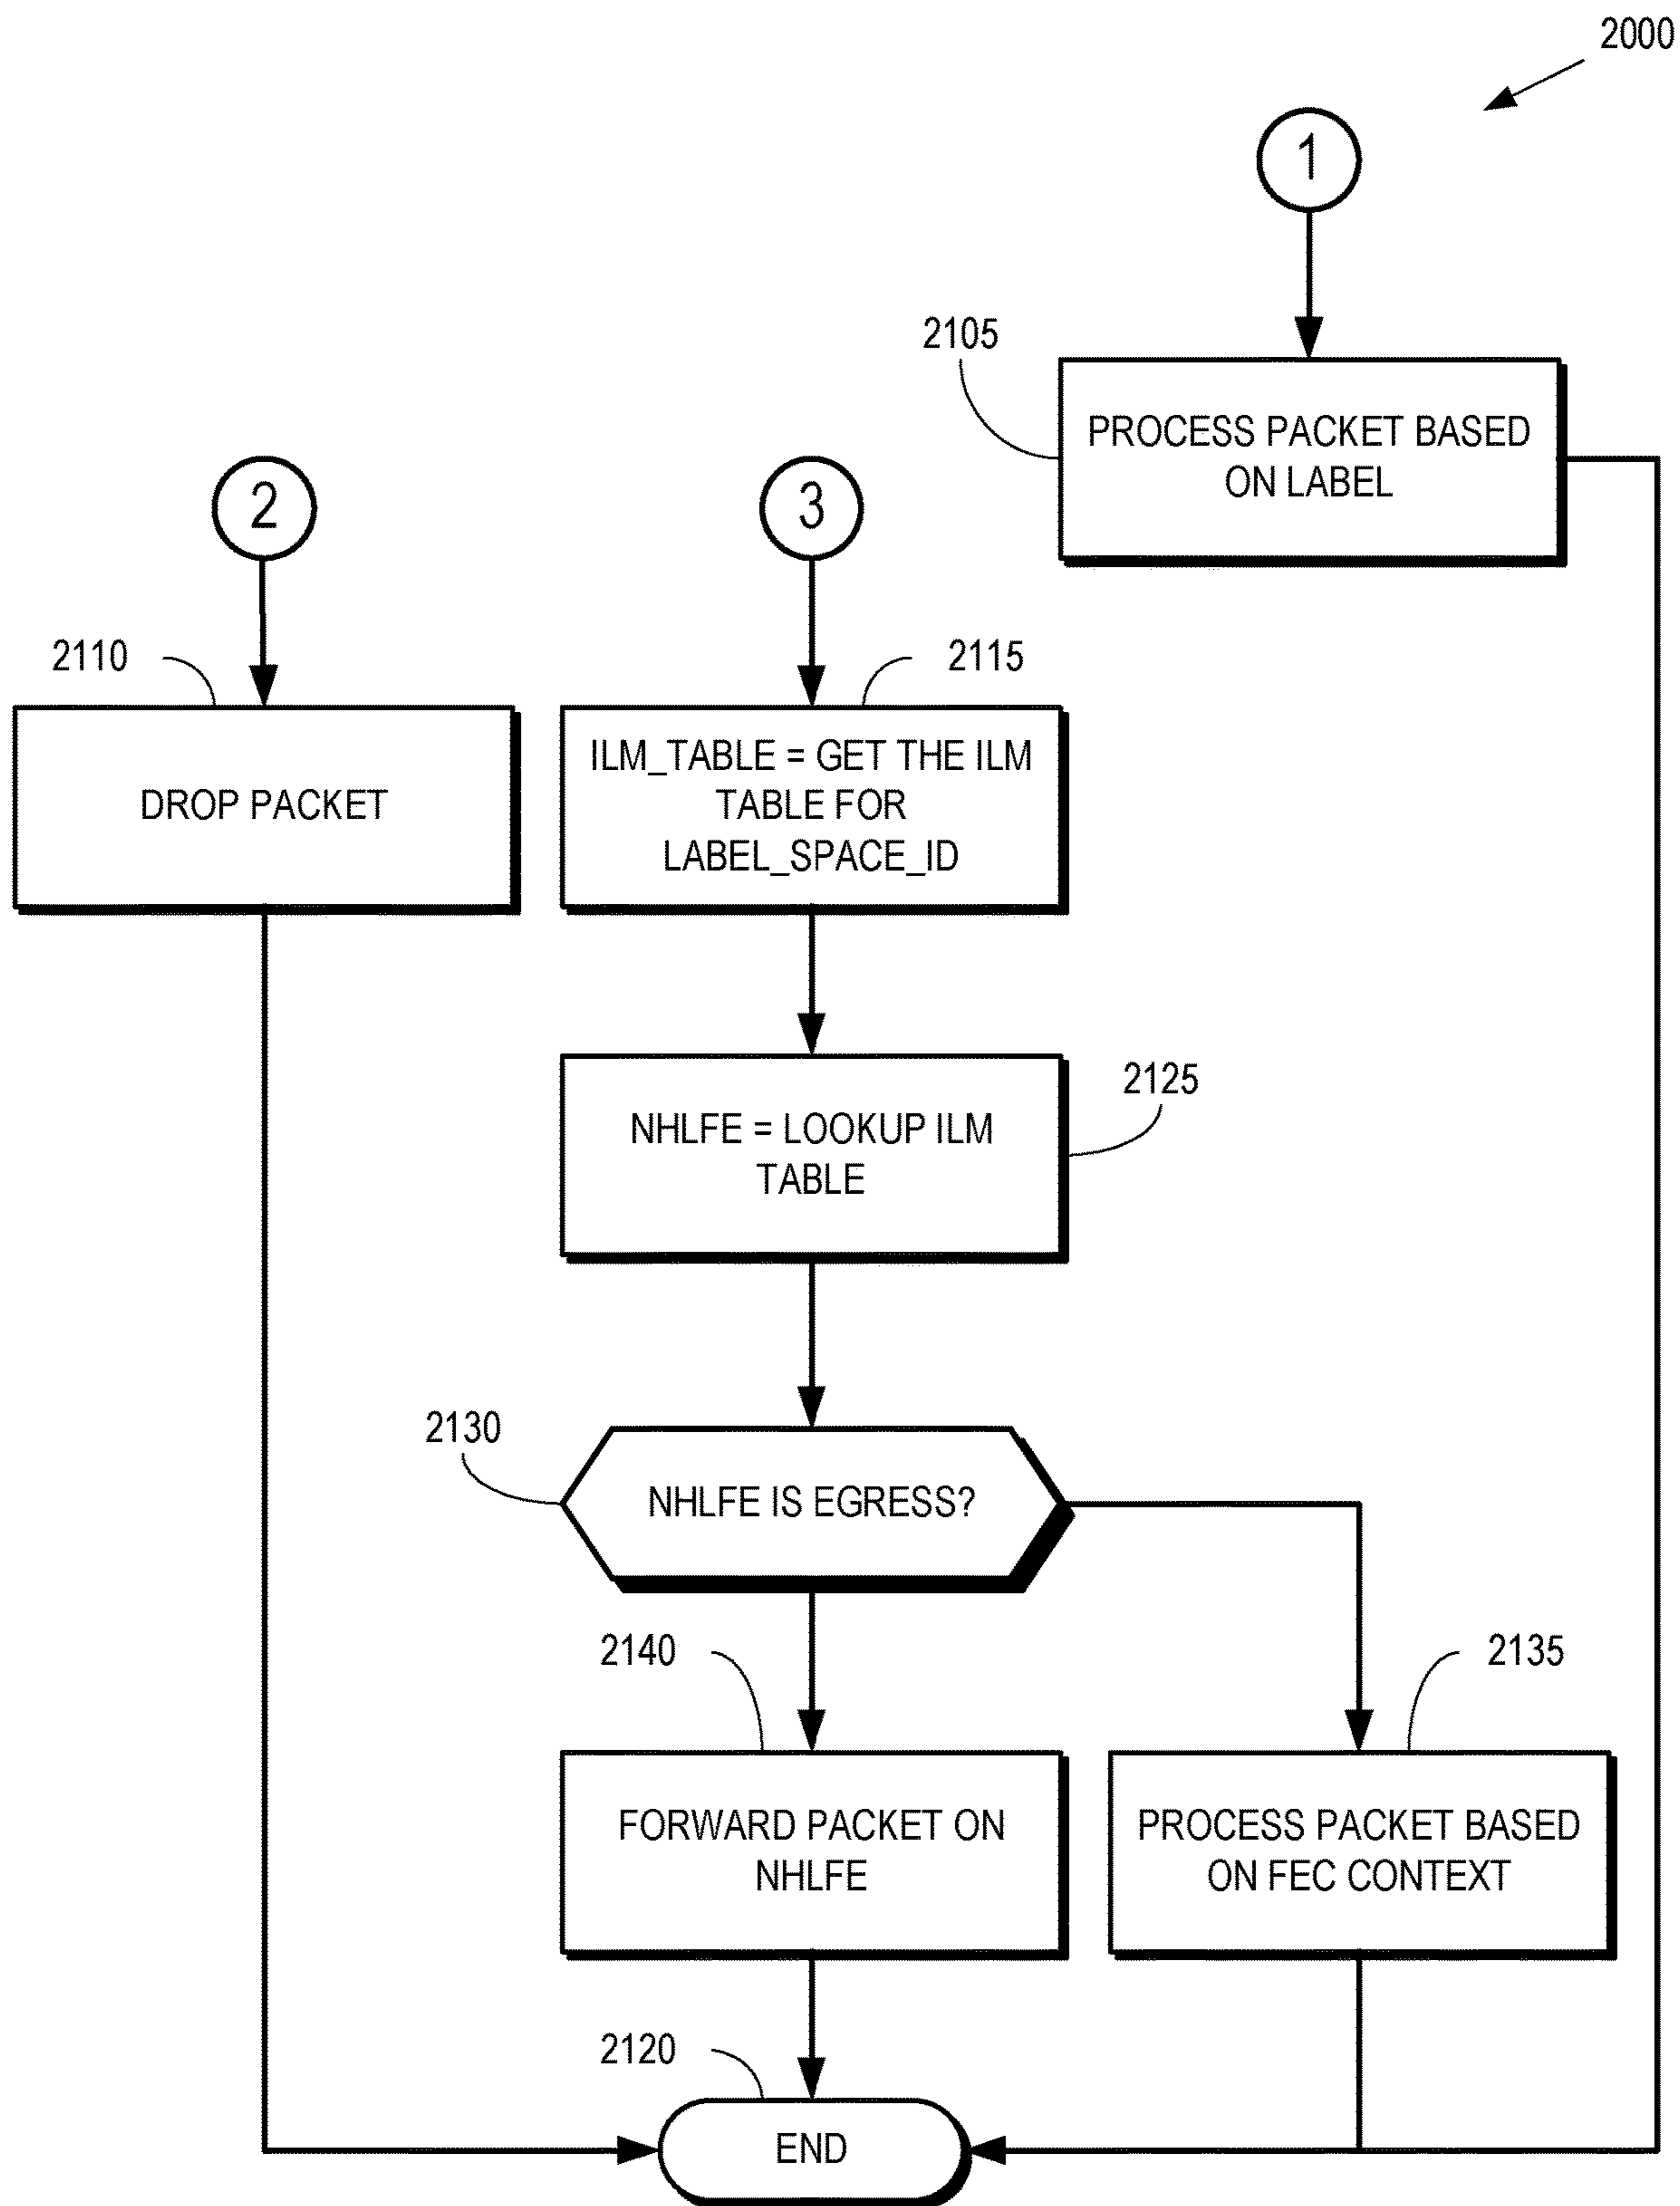 2000
1
2105
PROCESS PACKET BASED
ON LABEL
2
3
2110
2115
DROP PACKET
ILM_TABLE = GET THE ILM
TABLE FOR
LABEL_SPACE_ID
2125
NHLFE = LOOKUP ILM
TABLE
2130
NHLFE IS EGRESS?
2140
2135
FORWARD PACKET ON
NHLFE
PROCESS PACKET BASED
ON FEC CONTEXT
2120
END